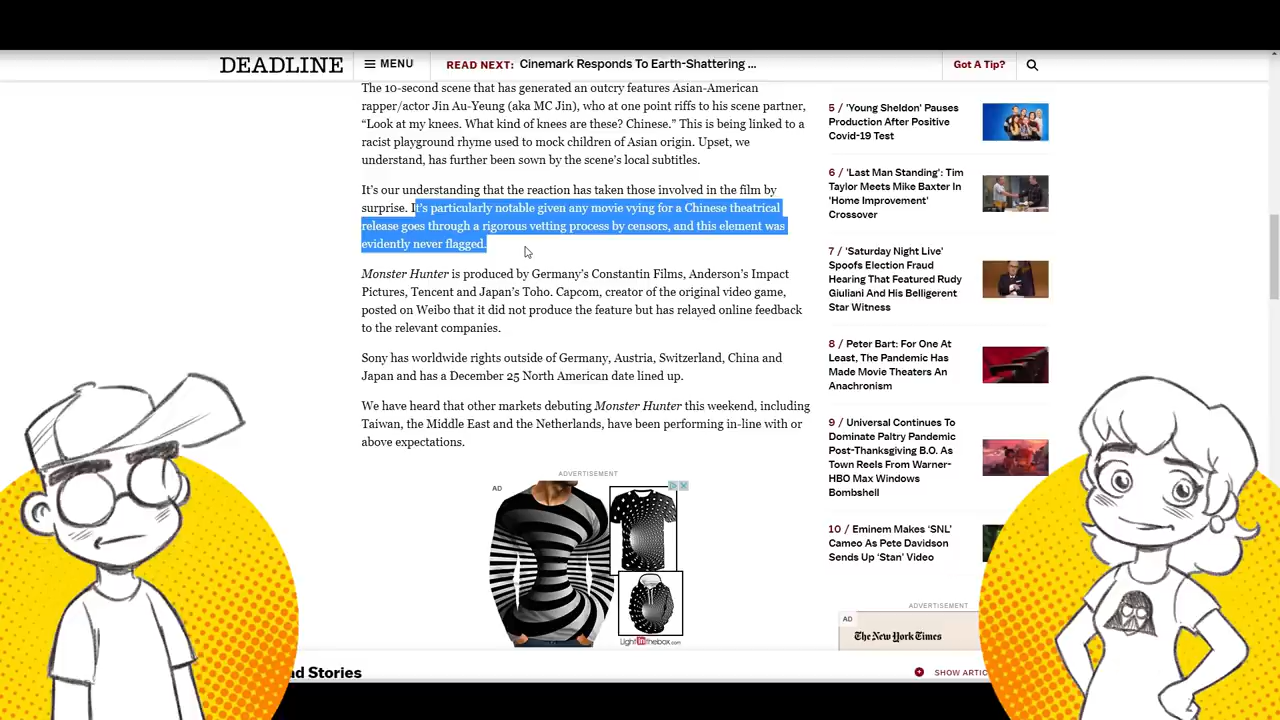 DEADLINE
MENU
READ NEXT: Cinemark Responds To Earth-Shattering ...
Got A Tip?
The 10-second scene that has generated an outcry features Asian-American
rapper/actor Jin Au-Yeung (aka MC Jin), who at one point riffs to his scene partner,
“Look at my knees. What kind of knees are these? Chinese.” This is being linked to a
racist playground rhyme used to mock children of Asian origin. Upset, we
understand, has further been sown by the scene’s local subtitles.
It’s our understanding that the reaction has taken those involved in the film by
surprise. It’s particularly notable given any movie vying for a Chinese theatrical
release goes through a rigorous vetting process by censors, and this element was
evidently never flagged.
Monster Hunter is produced by Germany’s Constantin Films, Anderson’s Impact
Pictures, Tencent and Japan’s Toho. Capcom, creator of the original video game,
posted on Weibo that it did not produce the feature but has relayed online feedback
to the relevant companies.
Sony has worldwide rights outside of Germany, Austria, Switzerland, China and
Japan and has a December 25 North American date lined up.
We have heard that other markets debuting Monster Hunter this weekend, including
Taiwan, the Middle East and the Netherlands, have been performing in-line with or
above expectations.
ADVERTISEMENT
AD
Lightinthebox.com
5 / 'Young Sheldon' Pauses
Production After Positive
Covid-19 Test
6 / 'Last Man Standing': Tim
Taylor Meets Mike Baxter In
'Home Improvement'
Crossover
7 / 'Saturday Night Live'
Spoofs Election Fraud
Hearing That Featured Rudy
Giuliani And His Belligerent
Star Witness
8 / Peter Bart: For One At
Least, The Pandemic Has
Made Movie Theaters An
Anachronism
9 / Universal Continues To
Dominate Paltry Pandemic
Post-Thanksgiving B.O. As
Town Reels From Warner-
HBO Max Windows
Bombshell
10 / Eminem Makes ‘SNL’
Cameo As Pete Davidson
Sends Up ‘Stan’ Video
ADVERTISEMENT
AD
The New York Times
nd Stories
SHOW ARTIC